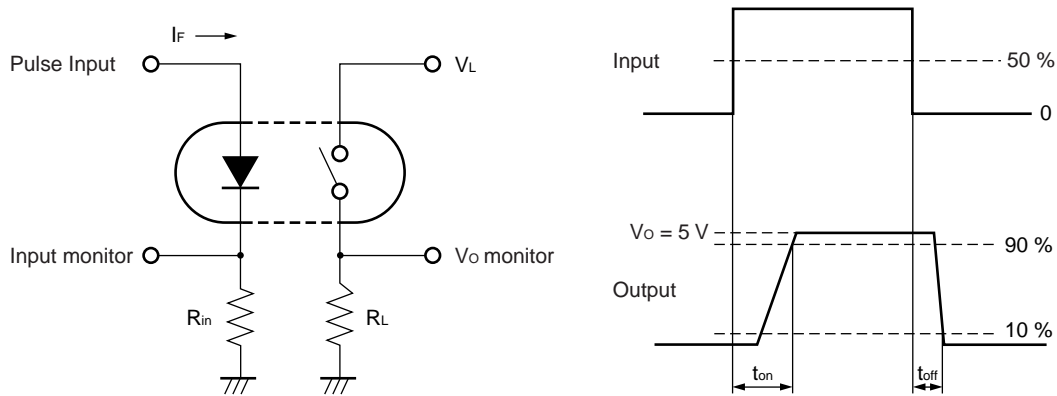 IF
Pulse Input
VL
Input monitor
VO monitor
Rin
RL
Input
50 %
0
VO = 5 V
90 %
Output
10 %
ton
toff